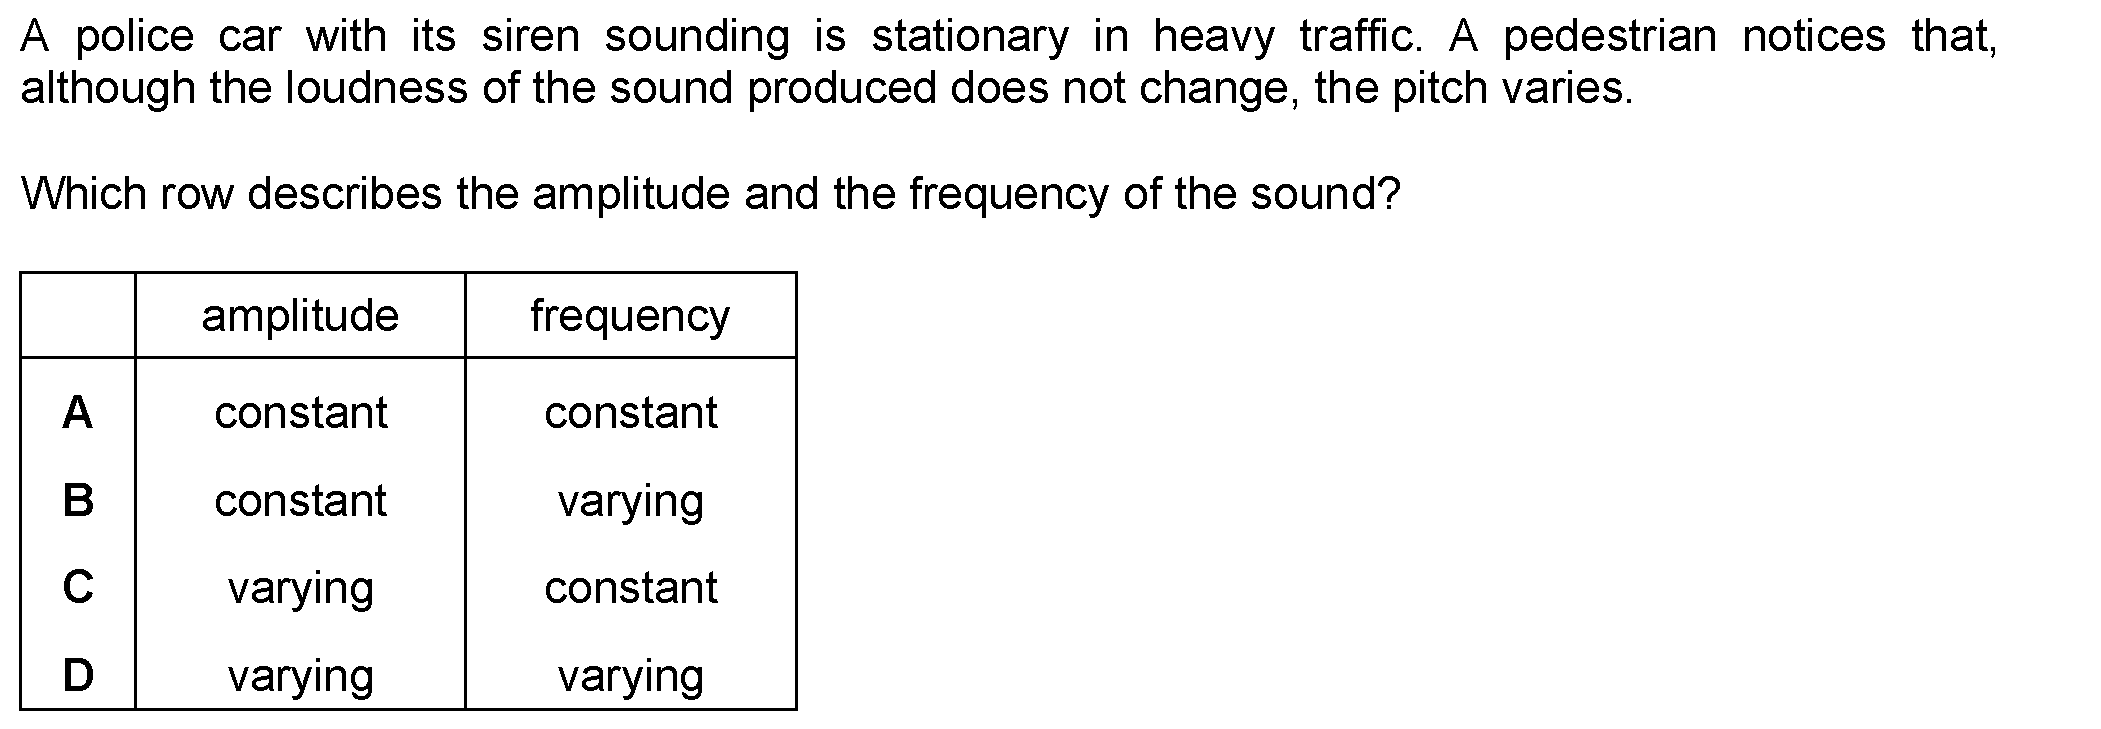 A police car with its siren sounding is stationary in heavy traffic. A pedestrian notices that,
although the loudness of the sound produced does not change, the pitch varies.
Which row describes the amplitude and the frequency of the sound?
amplitude frequency
A constant constant
B constant varying
C varying constant
D varying varying